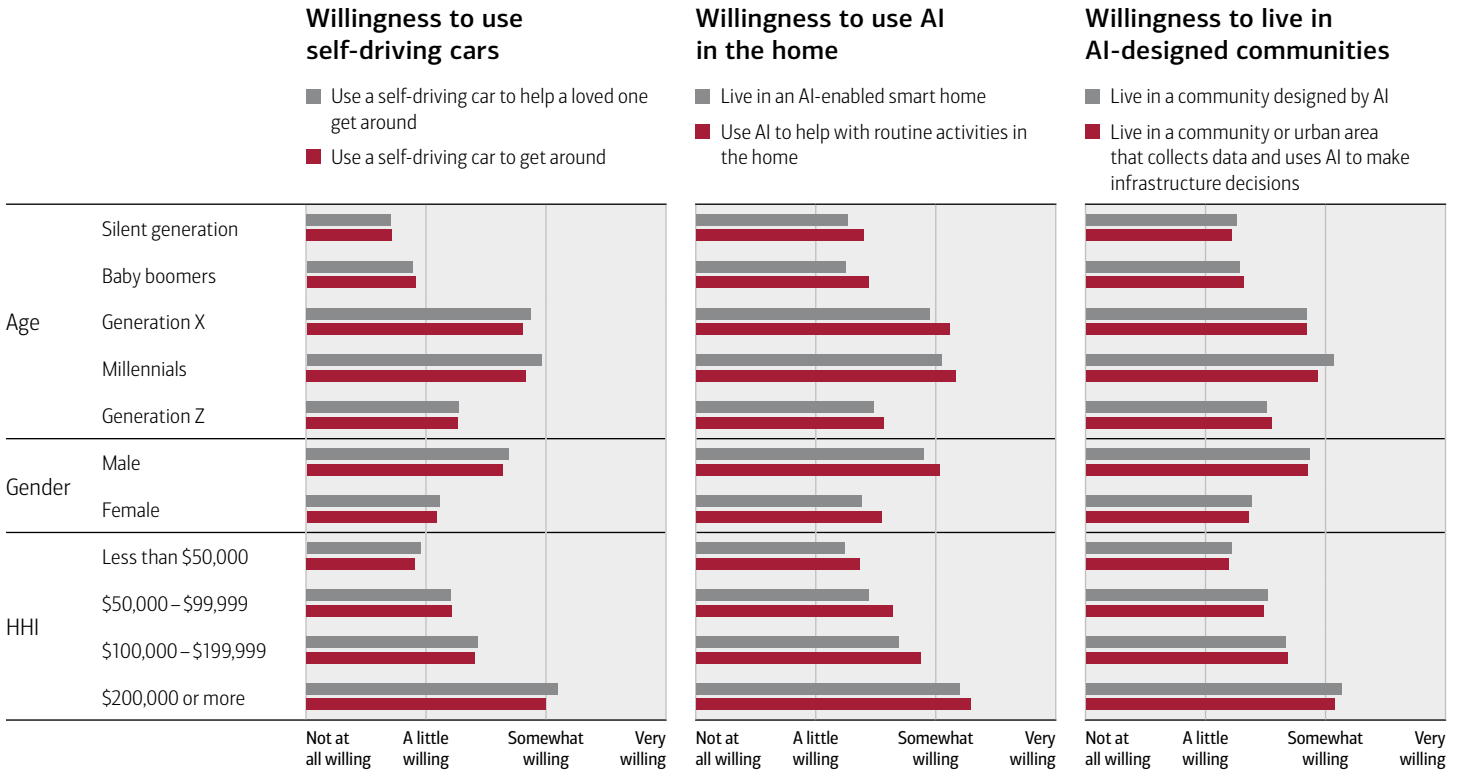 Willingness to use
self-driving cars
Use a self-driving car to help a loved one
get around
Use a self-driving car to get around
Willingness to use AI
in the home
Live in an AI-enabled smart home
Use AI to help with routine activities in
the home
Willingness to live in
AI-designed communities
Live in a community designed by AI
Live in a community or urban area
that collects data and uses AI to make
infrastructure decisions
Age
Silent generation
Baby boomers
Generation X
Millennials
Generation Z
Gender
Male
Female
HHI
Less than $50,000
$50,000–$99,999
$100,000–$199,999
$200,000 or more
Not at
all willing
A little
willing
Somewhat
willing
Very
willing
Not at
all willing
A little
willing
Somewhat
willing
Very
willing
Not at
all willing
A little
willing
Somewhat
willing
Very
willing